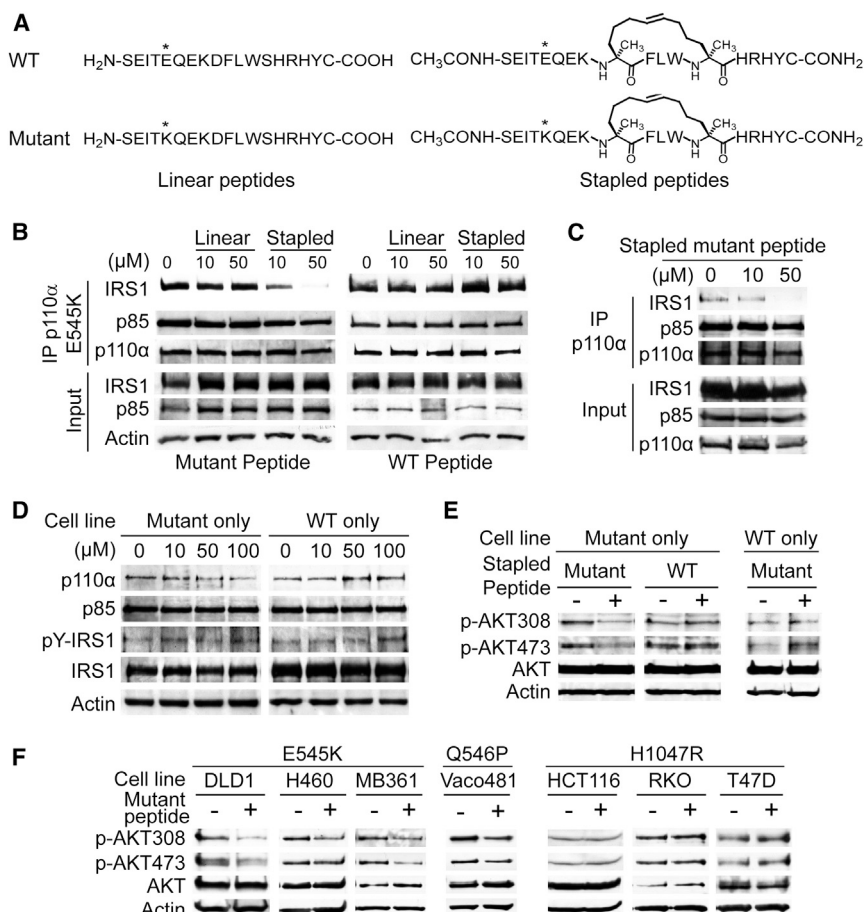 A
WT
H2N-SEITEQEKDFLWSHRHYC-COOH
CH3CONH-SEITEQEK N H CH3 O FLW N H CH3 O HRHYC-CONH2
Mutant
H2N-SEITKQEKDFLWSHRHYC-COOH
CH3CONH-SEITKQEK N H CH3 O FLW N H CH3 O HRHYC-CONH2
* * * *
Linear peptides Stapled peptides
B
Linear Stapled Linear Stapled
(μM) 0 10 50 10 50 0 10 50 10 50
IP p110α E545K
IRS1
p85
p110α
Input
IRS1
p85
Actin
Mutant Peptide WT Peptide
C
Stapled mutant peptide
(μM) 0 10 50
IP p110α
IRS1
p85
p110α
Input
IRS1
p85
p110α
D
Cell line Mutant only WT only
(μM) 0 10 50 100 0 10 50 100
p110α
p85
pY-IRS1
IRS1
Actin
E
Cell line Mutant only WT only
Stapled Peptide Mutant WT Mutant
- + - + - +
p-AKT308
p-AKT473
AKT
Actin
F
E545K Q546P H1047R
Cell line DLD1 H460 MB361 Vaco481 HCT116 RKO T47D
Mutant peptide - + - + - + - + - + - + - +
p-AKT308
p-AKT473
AKT
Actin